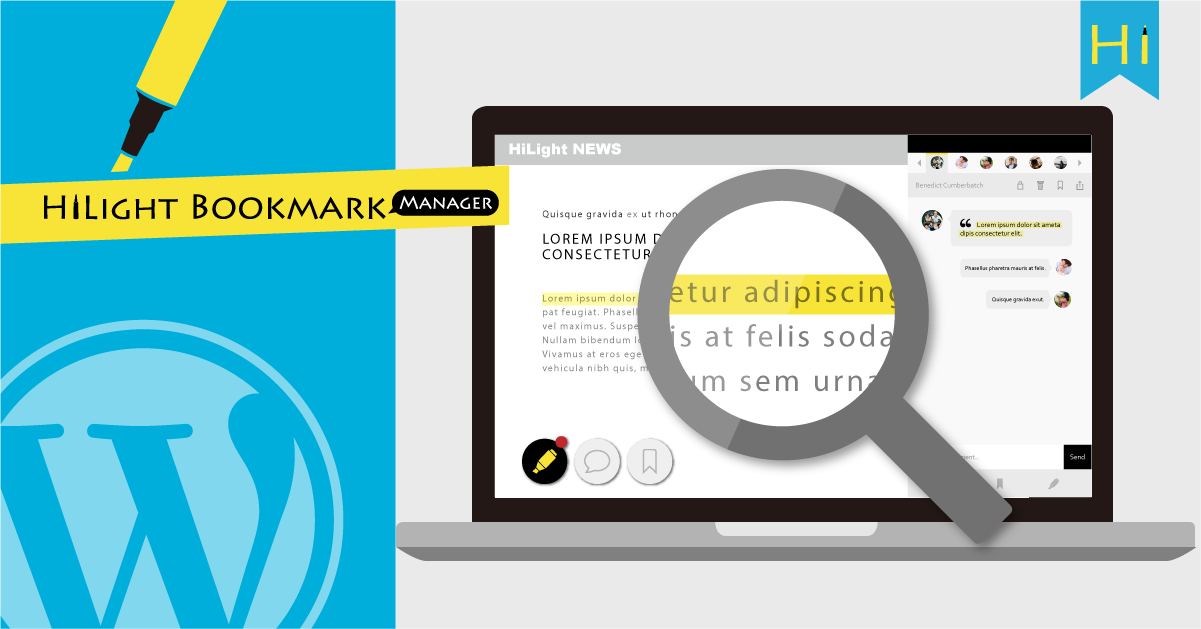 Hi
HiLight Bookmark
Manager
HiLight NEWS
Quisque gravida ex ut rhon
LOREM IPSUM D
CONSECTETUR
Lorem ipsum dolor
pat feugiat. Phasell
vel maximus. Suspe
Nullam bibendum lo
Vivamus at eros ege
vehicula nibh quis, m
etur adipiscing
is at felis soda
um sem urna
Benedict Cumberbatch
“ Lorem ipsum dolor sit ameta
dipis consectetur elit.
Phasellus pharetra mauris at felis.
Quisque gravida exut.
Send
W